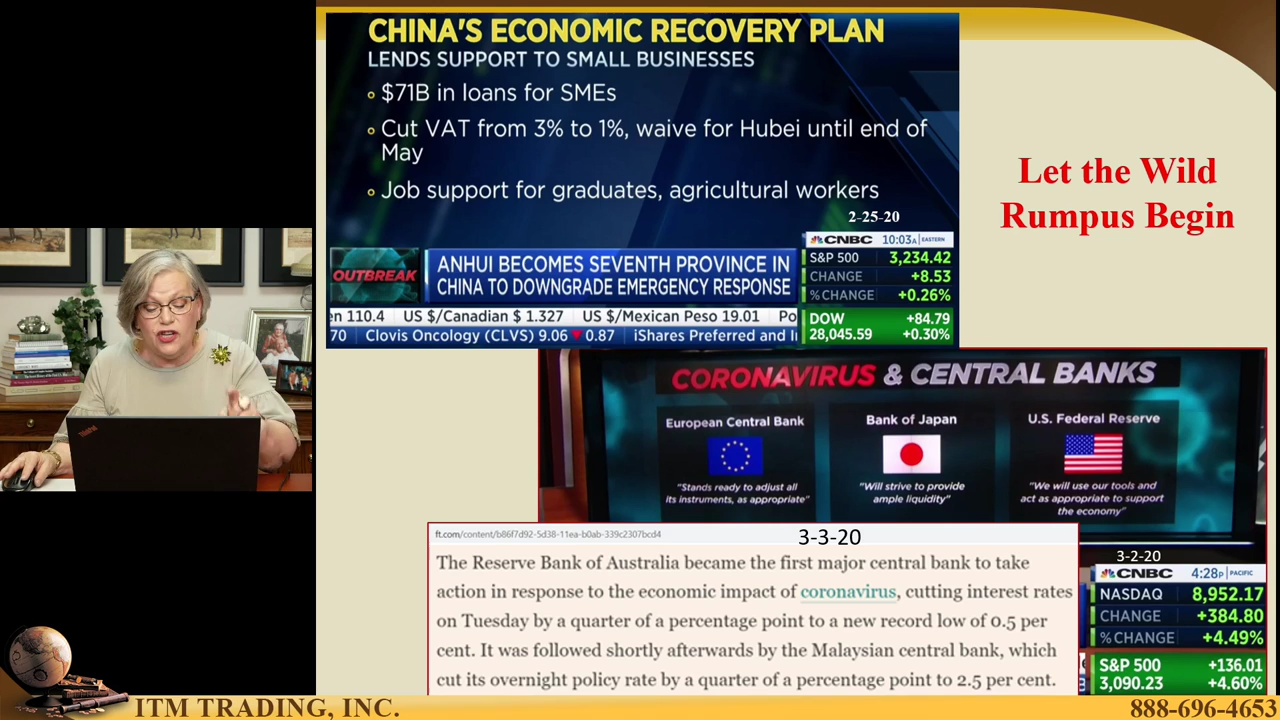 CHINA'S ECONOMIC RECOVERY PLAN
LENDS SUPPORT TO SMALL BUSINESSES
$71B in loans for SMEs
Cut VAT from 3% to 1%, waive for Hubei until end of
May
Job support for graduates, agricultural workers
2-25-20
OUTBREAK
ANHUI BECOMES SEVENTH PROVINCE IN
CHINA TO DOWNGRADE EMERGENCY RESPONSE
CNBC 10:03A EASTERN
S&P 500 3,234.42
CHANGE +8.53
% CHANGE +0.26%
DOW +84.79
28,045.59 +0.30%
en 110.4 US $/Canadian $ 1.327 US $/Mexican Peso 19.01 Po
70 Clovis Oncology (CLVS) 9.06 ▼ 0.87 iShares Preferred and I
Let the Wild
Rumpus Begin
CORONAVIRUS & CENTRAL BANKS
European Central Bank
"Stands ready to adjust all
its instruments, as appropriate"
Bank of Japan
"Will strive to provide
ample liquidity"
U.S. Federal Reserve
"We will use our tools and
act as appropriate to support
the economy"
ft.com/content/b86f7d92-5d38-11ea-b0ab-339c2307bcd4
3-3-20
The Reserve Bank of Australia became the first major central bank to take
action in response to the economic impact of coronavirus, cutting interest rates
on Tuesday by a quarter of a percentage point to a new record low of 0.5 per
cent. It was followed shortly afterwards by the Malaysian central bank, which
cut its overnight policy rate by a quarter of a percentage point to 2.5 per cent.
3-2-20
CNBC 4:28P PACIFIC
NASDAQ 8,952.17
CHANGE +384.80
% CHANGE +4.49%
S&P 500 +136.01
3,090.23 +4.60%
ThinkPad
ITM TRADING, INC.
888-696-4653